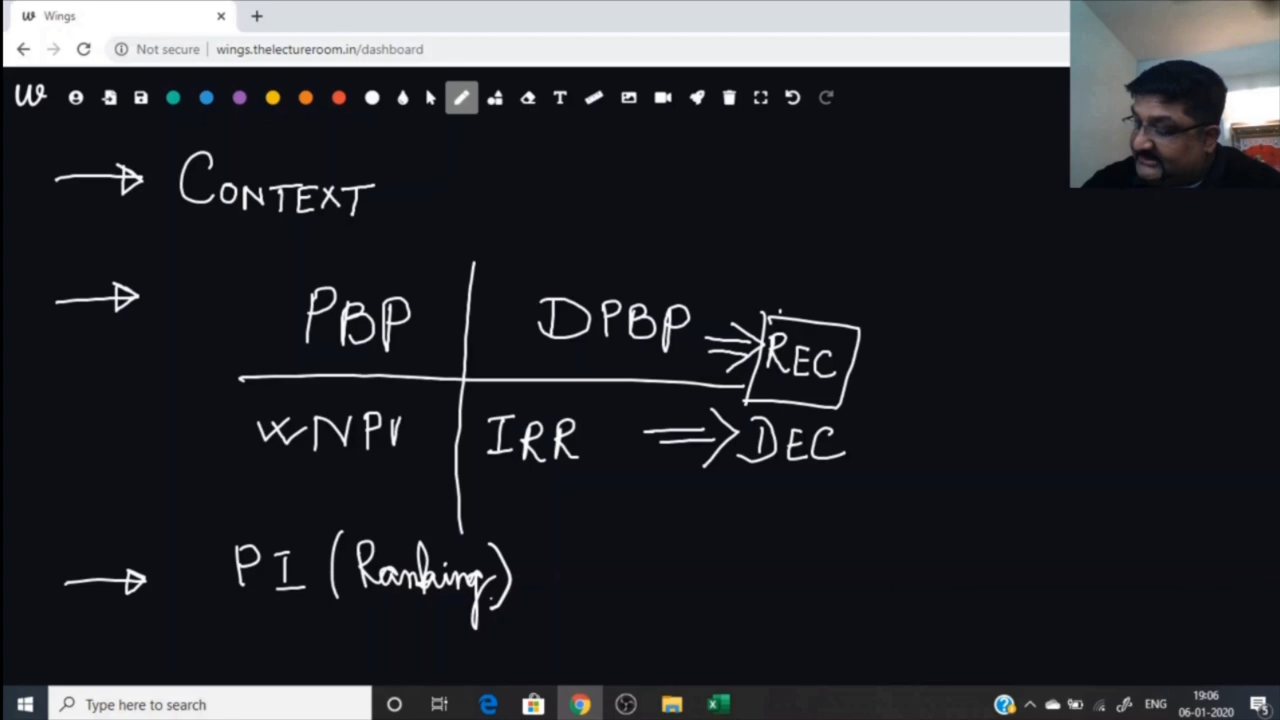 Wings
Not secure wings.thelectureroom.in/dashboard
W T
CONTEXT
PBP DPBP REC
NPV IRR DEC
PI (Ranking)
Type here to search
ENG 19:06
06-01-2020 5